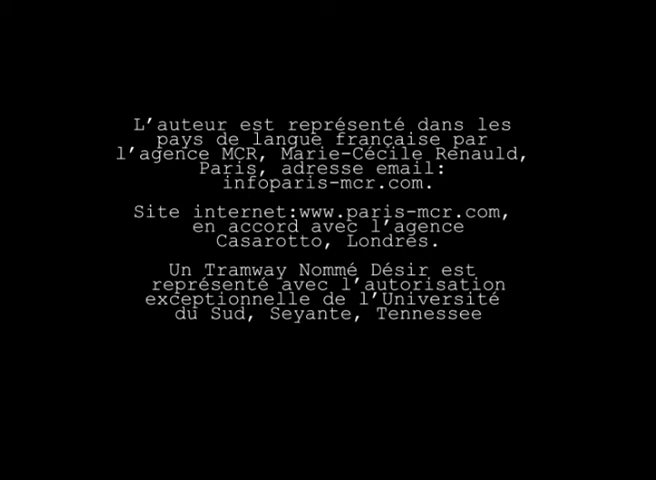 L'auteur est représenté dans les
pays de langue française par
l'agence MCR, Marie-Cécile Renauld,
Paris, adresse email:
infoparis-mcr.com.
Site internet:www.paris-mcr.com,
en accord avec l'agence
Casarotto, Londres.
Un Tramway Nommé Désir est
représenté avec l'autorisation
exceptionnelle de l'Université
du Sud, Seyante, Tennessee